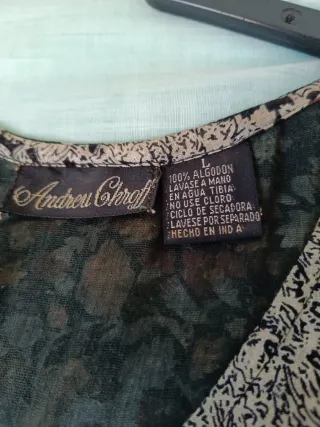 Andrew Chroff
L
100% ALGODON
LAVASE A MANO
EN AGUA TIBIA
NO USE CLORO
CICLO DE SECADORA
LAVESE POR SEPARADO
HECHO EN INDIA